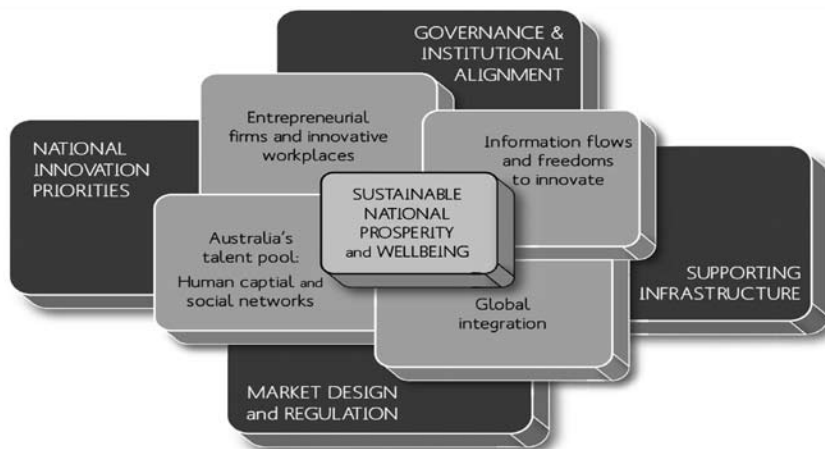 GOVERNANCE &
INSTITUTIONAL
ALIGNMENT
Entrepreneurial
firms and innovative
workplaces
Information flows
and freedoms
to innovate
NATIONAL
INNOVATION
PRIORITIES
SUSTAINABLE
NATIONAL
PROSPERITY
and WELLBEING
Australia's
talent pool:
Human captial and
social networks
SUPPORTING
INFRASTRUCTURE
Global
integration
MARKET DESIGN
and REGULATION